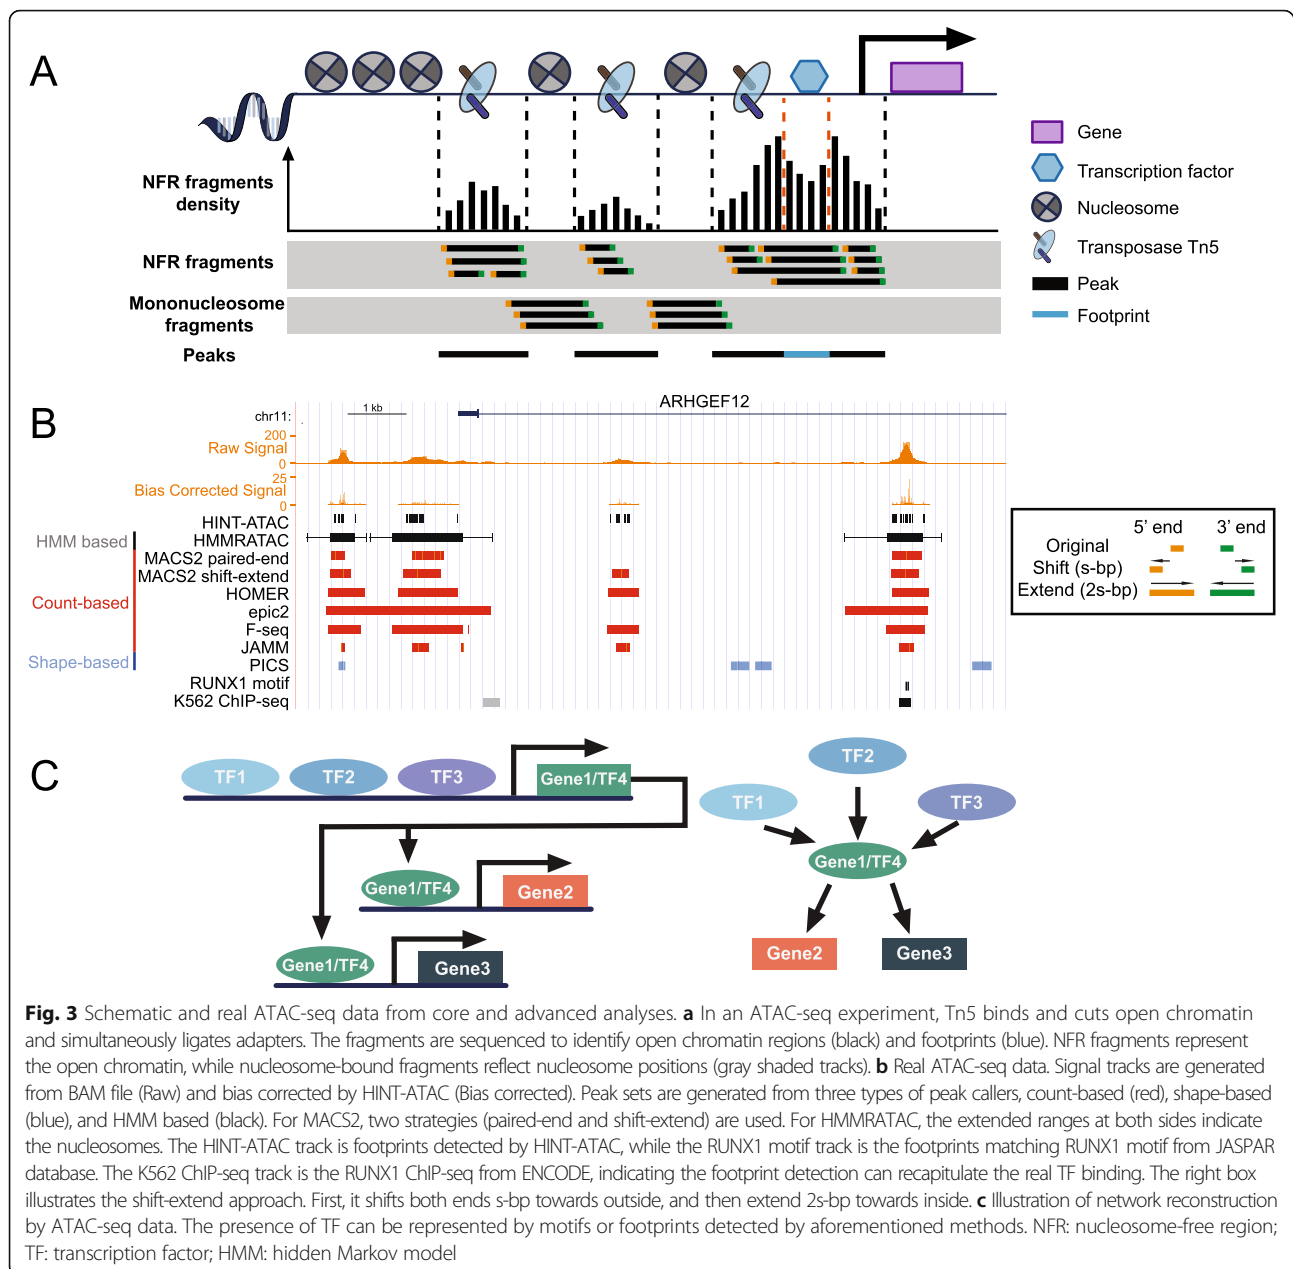 A
NFR fragments
density
NFR fragments
Mononucleosome
fragments
Peaks
Gene
Transcription factor
Nucleosome
Transposase Tn5
Peak
Footprint
B
chr11:
1 kb
ARHGEF12
200
Raw Signal
0
25
Bias Corrected Signal
0
HINT-ATAC
HMM based
HMMRATAC
MACS2 paired-end
MACS2 shift-extend
Count-based
HOMER
epic2
F-seq
JAMM
Shape-based
PICS
RUNX1 motif
K562 ChIP-seq
5' end 3' end
Original
Shift (s-bp)
Extend (2s-bp)
C
TF1 TF2 TF3 Gene1/TF4
Gene1/TF4 Gene2
Gene1/TF4 Gene3
TF2
TF1 TF3
Gene1/TF4
Gene2 Gene3
Fig. 3 Schematic and real ATAC-seq data from core and advanced analyses. a In an ATAC-seq experiment, Tn5 binds and cuts open chromatin
and simultaneously ligates adapters. The fragments are sequenced to identify open chromatin regions (black) and footprints (blue). NFR fragments represent
the open chromatin, while nucleosome-bound fragments reflect nucleosome positions (gray shaded tracks). b Real ATAC-seq data. Signal tracks are generated
from BAM file (Raw) and bias corrected by HINT-ATAC (Bias corrected). Peak sets are generated from three types of peak callers, count-based (red), shape-based
(blue), and HMM based (black). For MACS2, two strategies (paired-end and shift-extend) are used. For HMMRATAC, the extended ranges at both sides indicate
the nucleosomes. The HINT-ATAC track is footprints detected by HINT-ATAC, while the RUNX1 motif track is the footprints matching RUNX1 motif from JASPAR
database. The K562 ChIP-seq track is the RUNX1 ChIP-seq from ENCODE, indicating the footprint detection can recapitulate the real TF binding. The right box
illustrates the shift-extend approach. First, it shifts both ends s-bp towards outside, and then extend 2s-bp towards inside. c Illustration of network reconstruction
by ATAC-seq data. The presence of TF can be represented by motifs or footprints detected by aforementioned methods. NFR: nucleosome-free region;
TF: transcription factor; HMM: hidden Markov model